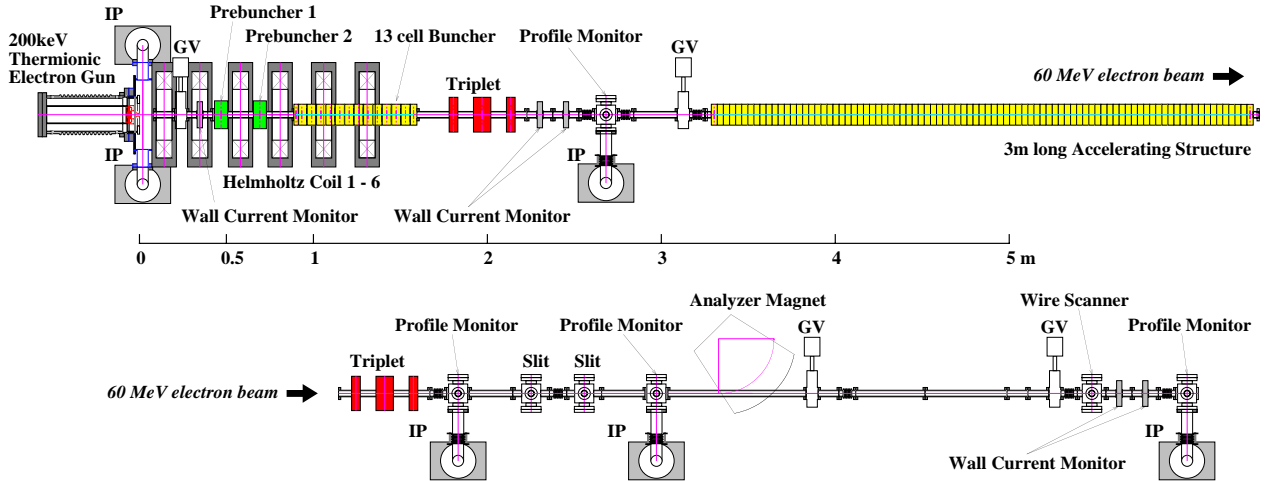 IP
Prebuncher 1
200keV
Thermionic
Electron Gun
GV
Prebuncher 2
13 cell Buncher
Profile Monitor
GV
Triplet
60 MeV electron beam
IP
IP
3m long Accelerating Structure
Helmholtz Coil 1 - 6
Wall Current Monitor
Wall Current Monitor
0
0.5
1
2
3
4
5 m
Analyzer Magnet
Wire Scanner
Profile Monitor
Profile Monitor
GV
GV
Profile Monitor
Triplet
Slit
Slit
60 MeV electron beam
IP
IP
IP
Wall Current Monitor